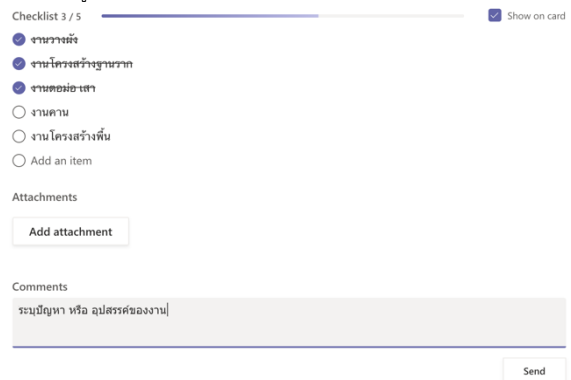 Checklist 3 / 5
Show on card
งานวางผัง
งานโครงสร้างฐานราก
งานตอม่อ เสา
งานคาน
งานโครงสร้างพื้น
Add an item
Attachments
Add attachment
Comments
ระบุปัญหา หรือ อุปสรรค์ของงาน
Send